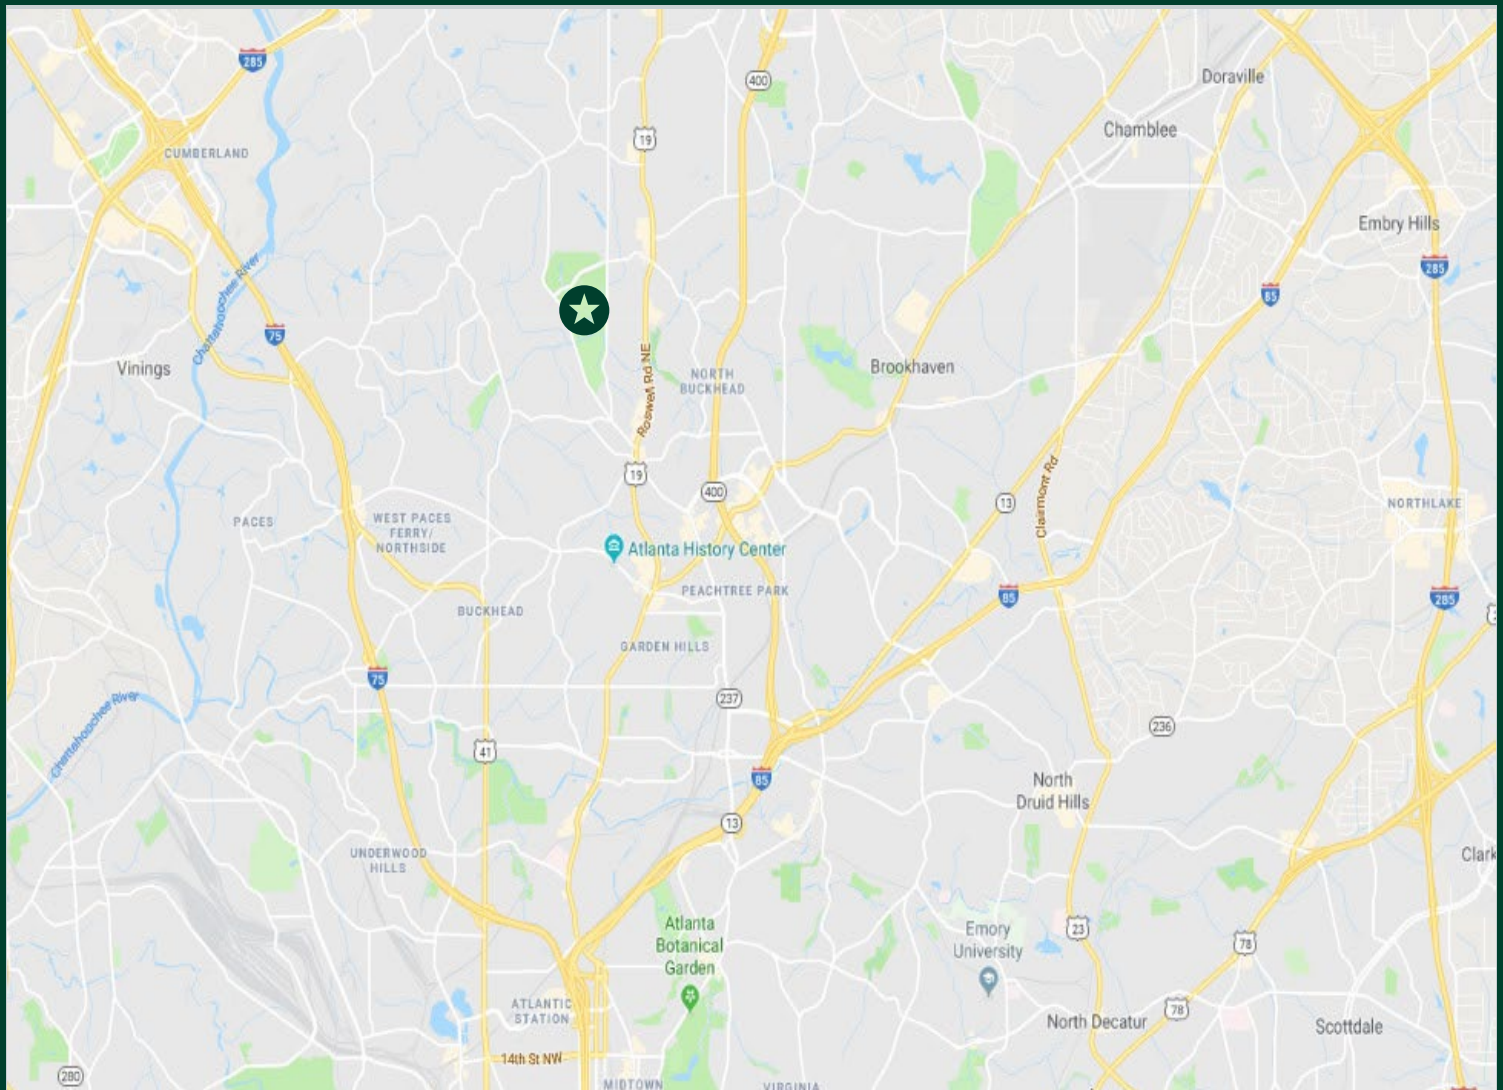 285
400
Doraville
Chamblee
19
CUMBERLAND
Embry Hills
285
Chattahoochee River
85
75
Vinings
Roswell Rd NE
NORTH
BUCKHEAD
Brookhaven
19
400
13
Clairmont Rd
NORTHLAKE
PACES
WEST PACES
FERRY/
NORTHSIDE
Atlanta History Center
PEACHTREE PARK
85
285
BUCKHEAD
GARDEN HILLS
75
237
Chattahoochee River
236
41
85
North
Druid Hills
13
UNDERWOOD
HILLS
Clark
Atlanta
Botanical
Garden
Emory
University
23
78
ATLANTIC
STATION
78
North Decatur
Scottdale
14th St NW
280
MIDTOWN
VIRGINIA